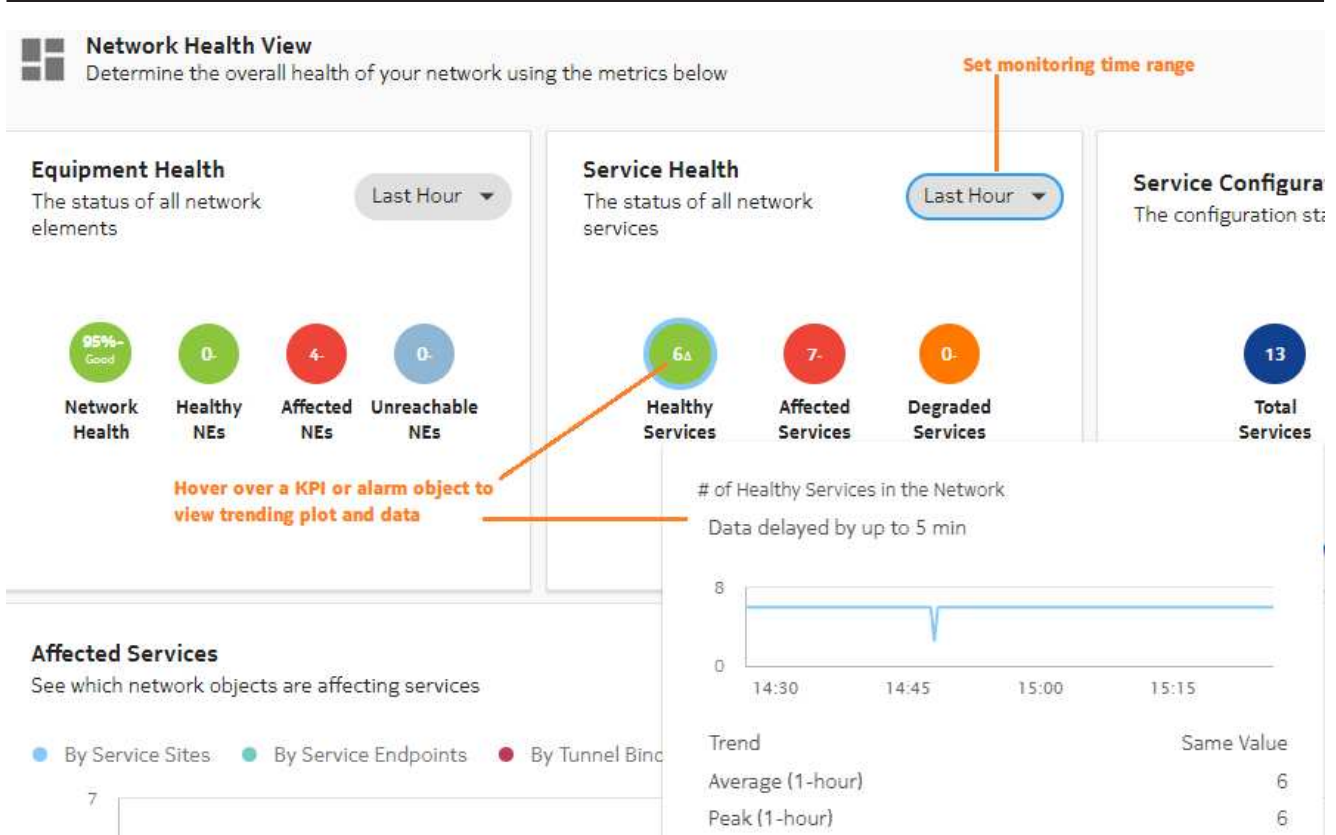 Network Health View
Determine the overall health of your network using the metrics below
Set monitoring time range
Equipment Health
The status of all network
elements
Last Hour
Service Health
The status of all network
services
Last Hour
Service Configura
The configuration sta
95%-
Good
0-
4-
0-
6Δ
7-
0-
13
Network
Health
Healthy
NEs
Affected
NEs
Unreachable
NEs
Healthy
Services
Affected
Services
Degraded
Services
Total
Services
Hover over a KPI or alarm object to
view trending plot and data
# of Healthy Services in the Network
Data delayed by up to 5 min
8
0
14:30 14:45 15:00 15:15
Trend Same Value
Average (1-hour) 6
Peak (1-hour) 6
Affected Services
See which network objects are affecting services
By Service Sites By Service Endpoints By Tunnel Binc
7